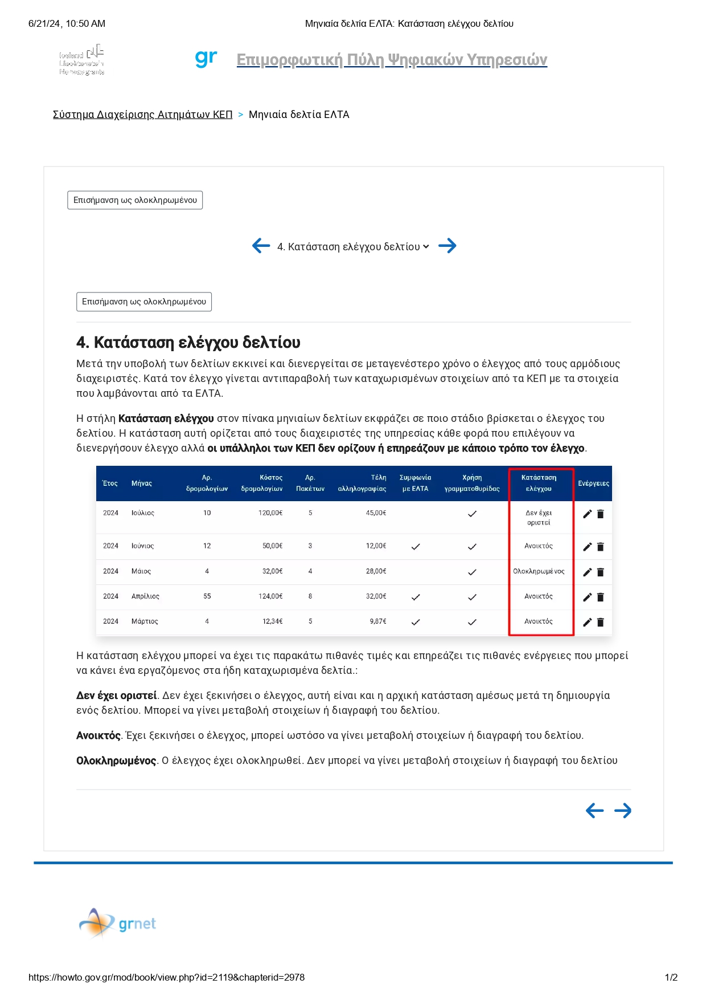 6/21/24, 10:50 AM Μηνιαία δελτία ΕΛΤΑ: Κατάσταση ελέγχου δελτίου
Iceland
Liechtenstein
Norway grants
gr Επιμορφωτική Πύλη Ψηφιακών Υπηρεσιών
Σύστημα Διαχείρισης Αιτημάτων ΚΕΠ > Μηνιαία δελτία ΕΛΤΑ
Επισήμανση ως ολοκληρωμένου
4. Κατάσταση ελέγχου δελτίου
Επισήμανση ως ολοκληρωμένου
4. Κατάσταση ελέγχου δελτίου
Μετά την υποβολή των δελτίων εκκινεί και διενεργείται σε μεταγενέστερο χρόνο ο έλεγχος από τους αρμόδιους
διαχειριστές. Κατά τον έλεγχο γίνεται αντιπαραβολή των καταχωρισμένων στοιχείων από τα ΚΕΠ με τα στοιχεία
που λαμβάνονται από τα ΕΛΤΑ.
Η στήλη Κατάσταση ελέγχου στον πίνακα μηνιαίων δελτίων εκφράζει σε ποιο στάδιο βρίσκεται ο έλεγχος του
δελτίου. Η κατάσταση αυτή ορίζεται από τους διαχειριστές της υπηρεσίας κάθε φορά που επιλέγουν να
διενεργήσουν έλεγχο αλλά οι υπάλληλοι των ΚΕΠ δεν ορίζουν ή επηρεάζουν με κάποιο τρόπο τον έλεγχο.
Έτος Μήνας Αρ. δρομολογίων Κόστος δρομολογίων Αρ. Πακέτων Τέλη αλληλογραφίας Συμφωνία με ΕΛΤΑ Χρήση γραμματοθυρίδας Κατάσταση ελέγχου Ενέργειες
2024 Ιούλιος 10 120,00€ 5 45,00€ ✓ Δεν έχει οριστεί
2024 Ιούνιος 12 50,00€ 3 12,00€ ✓ ✓ Ανοικτός
2024 Μάιος 4 32,00€ 4 28,00€ ✓ Ολοκληρωμένος
2024 Απρίλιος 55 124,00€ 8 32,00€ ✓ ✓ Ανοικτός
2024 Μάρτιος 4 12,34€ 5 9,87€ ✓ ✓ Ανοικτός
Η κατάσταση ελέγχου μπορεί να έχει τις παρακάτω πιθανές τιμές και επηρεάζει τις πιθανές ενέργειες που μπορεί
να κάνει ένα εργαζόμενος στα ήδη καταχωρισμένα δελτία.:
Δεν έχει οριστεί. Δεν έχει ξεκινήσει ο έλεγχος, αυτή είναι και η αρχική κατάσταση αμέσως μετά τη δημιουργία
ενός δελτίου. Μπορεί να γίνει μεταβολή στοιχείων ή διαγραφή του δελτίου.
Ανοικτός. Έχει ξεκινήσει ο έλεγχος, μπορεί ωστόσο να γίνει μεταβολή στοιχείων ή διαγραφή του δελτίου.
Ολοκληρωμένος. Ο έλεγχος έχει ολοκληρωθεί. Δεν μπορεί να γίνει μεταβολή στοιχείων ή διαγραφή του δελτίου
grnet
https://howto.gov.gr/mod/book/view.php?id=2119&chapterid=2978 1/2